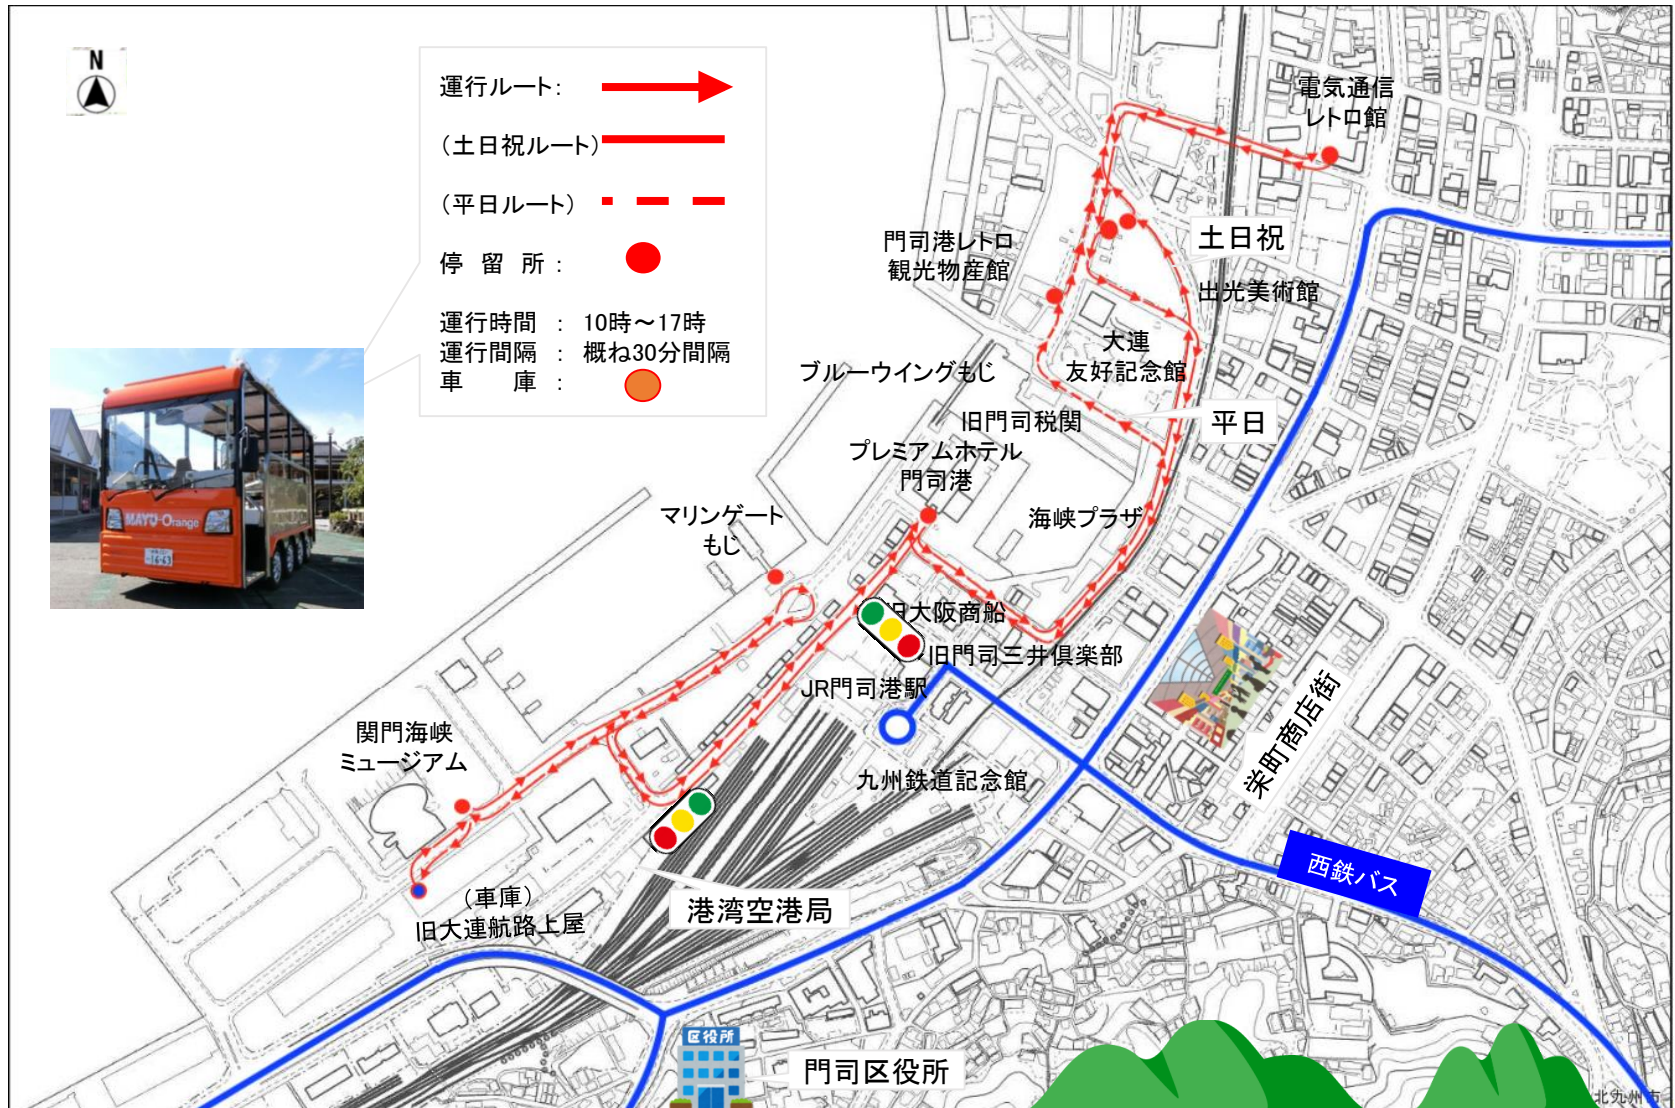 N
運行ルート：
（土日祝ルート）
（平日ルート）
停 留 所：
運行時間 ： 10時～17時
運行間隔 ： 概ね30分間隔
車 庫：
MAYU-Orange
電気通信
レトロ館
門司港レトロ
観光物産館
土日祝
出光美術館
大連
友好記念館
ブルーウイングもじ
平日
旧門司税関
プレミアムホテル
門司港
マリンゲート
もじ
海峡プラザ
旧大阪商船
旧門司三井倶楽部
JR門司港駅
関門海峡
ミュージアム
九州鉄道記念館
栄町商店街
西鉄バス
（車庫）
旧大連航路上屋
港湾空港局
区役所
門司区役所
北九州市